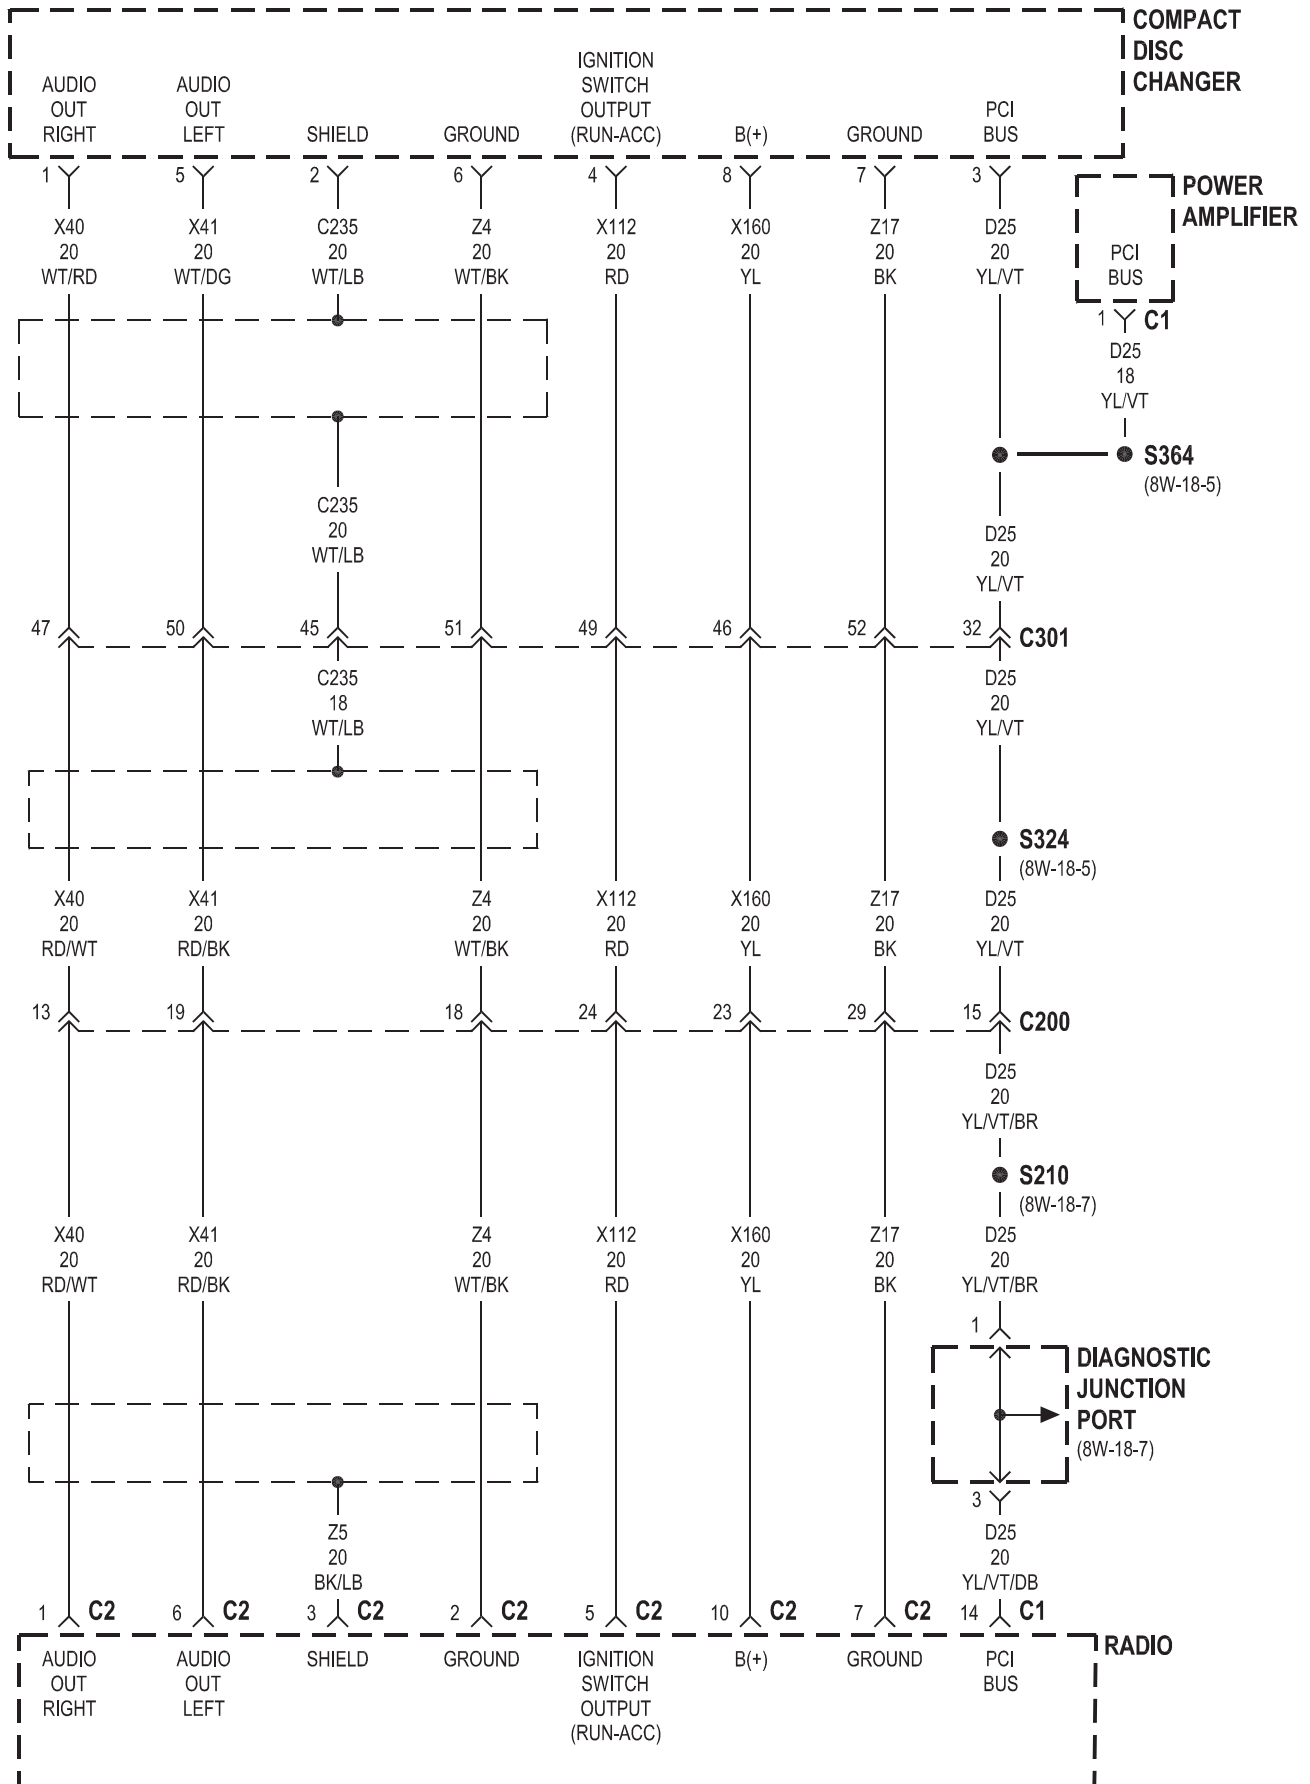 COMPACT
DISC
CHANGER
AUDIO
OUT
RIGHT
AUDIO
OUT
LEFT
SHIELD
GROUND
IGNITION
SWITCH
OUTPUT
(RUN-ACC)
B(+)
GROUND
PCI
BUS
1
5
2
6
4
8
7
3
POWER
AMPLIFIER
PCI
BUS
1 C1
D25
18
YL/VT
X40
20
WT/RD
X41
20
WT/DG
C235
20
WT/LB
Z4
20
WT/BK
X112
20
RD
X160
20
YL
Z17
20
BK
D25
20
YL/VT
S364
(8W-18-5)
C235
20
WT/LB
D25
20
YL/VT
47
50
45
51
49
46
52
32 C301
C235
18
WT/LB
D25
20
YL/VT
S324
(8W-18-5)
X40
20
RD/WT
X41
20
RD/BK
Z4
20
WT/BK
X112
20
RD
X160
20
YL
Z17
20
BK
D25
20
YL/VT
13
19
18
24
23
29
15 C200
D25
20
YL/VT/BR
S210
(8W-18-7)
X40
20
RD/WT
X41
20
RD/BK
Z4
20
WT/BK
X112
20
RD
X160
20
YL
Z17
20
BK
D25
20
YL/VT/BR
1
DIAGNOSTIC
JUNCTION
PORT
(8W-18-7)
3
Z5
20
BK/LB
D25
20
YL/VT/DB
1 C2
6 C2
3 C2
2 C2
5 C2
10 C2
7 C2
14 C1
RADIO
AUDIO
OUT
RIGHT
AUDIO
OUT
LEFT
SHIELD
GROUND
IGNITION
SWITCH
OUTPUT
(RUN-ACC)
B(+)
GROUND
PCI
BUS